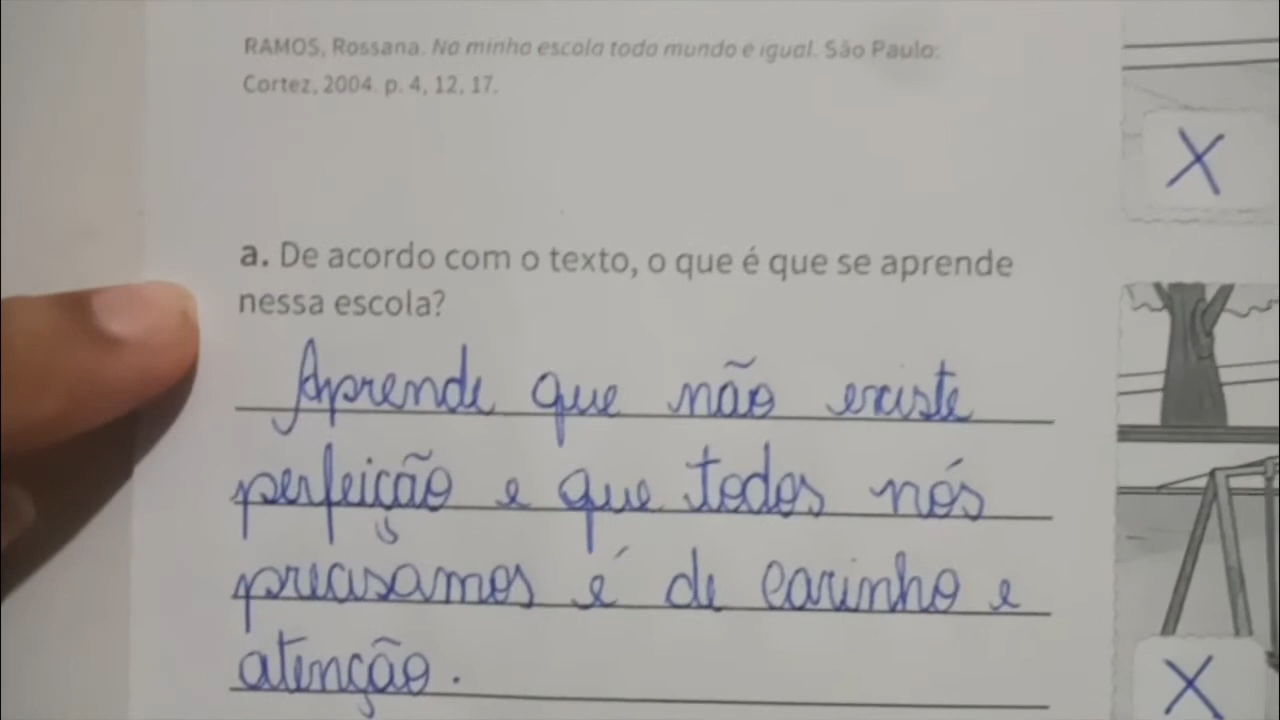 RAMOS, Rossana. Na minha escola todo mundo é igual. São Paulo:
Cortez, 2004. p. 4, 12, 17.
X
a. De acordo com o texto, o que é que se aprende
nessa escola?
Aprende que não existe
perfeição e que todos nós
precisamos é de carinho e
atenção.
X